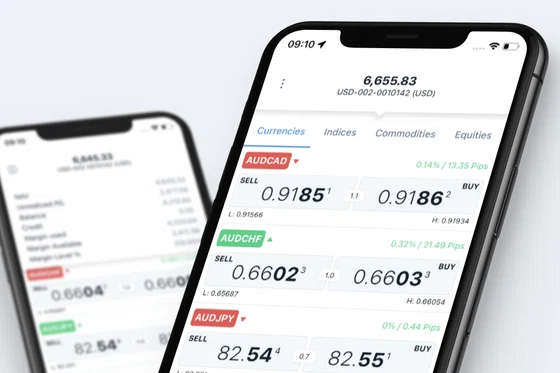 09:10
6,655.83
USD-002-0010142 (USD)
Currencies Indices Commodities Equities
AUDCAD 0.14% / 13.35 Pips
SELL BUY
0.91851 1.1 0.91862
L: 0.91566 H: 0.91934
AUDCHF 0.32% / 21.49 Pips
SELL BUY
0.66023 1.0 0.66033
L: 0.65687 H: 0.66054
AUDJPY 0% / 0.44 Pips
SELL BUY
82.544 0.7 82.551
09:10
6,645.33
Balance
Credit
Margin used
Margin Available
Margin Level %
SELL
0.6604
AUDJPY
SELL
82.54